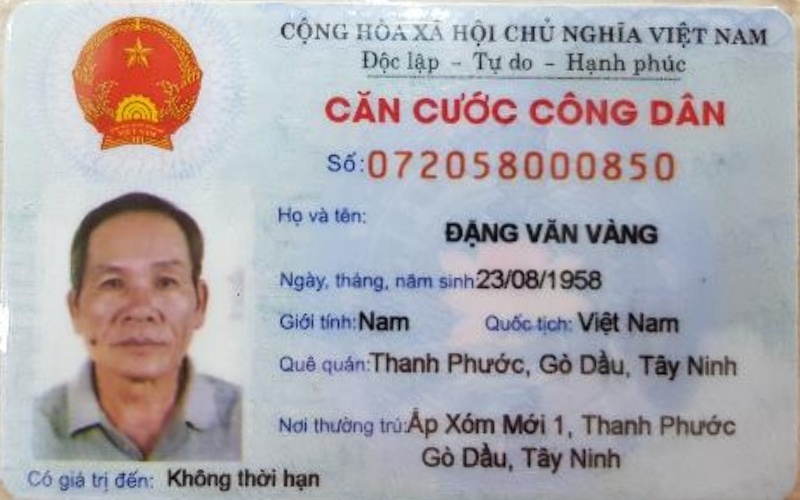 CỘNG HÒA XÃ HỘI CHỦ NGHĨA VIỆT NAM
Độc lập - Tự do - Hạnh phúc
CĂN CƯỚC CÔNG DÂN
Số: 072058000850
Họ và tên:
ĐẶNG VĂN VÀNG
Ngày, tháng, năm sinh: 23/08/1958
Giới tính: Nam Quốc tịch: Việt Nam
Quê quán: Thanh Phước, Gò Dầu, Tây Ninh
Nơi thường trú: Ấp Xóm Mới 1, Thanh Phước
Gò Dầu, Tây Ninh
Có giá trị đến: Không thời hạn